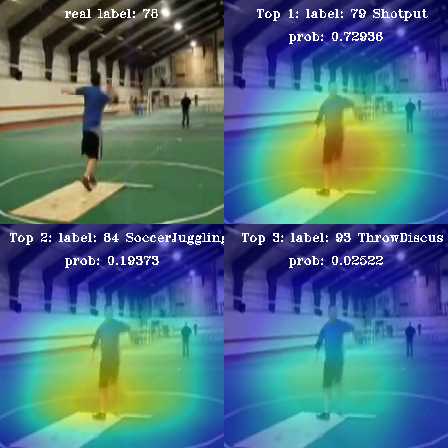 real label: 78
Top 1: label: 79 Shotput
prob: 0.72936
Top 2: label: 84 SoccerJuggling
prob: 0.19373
Top 3: label: 93 ThrowDiscus
prob: 0.02522